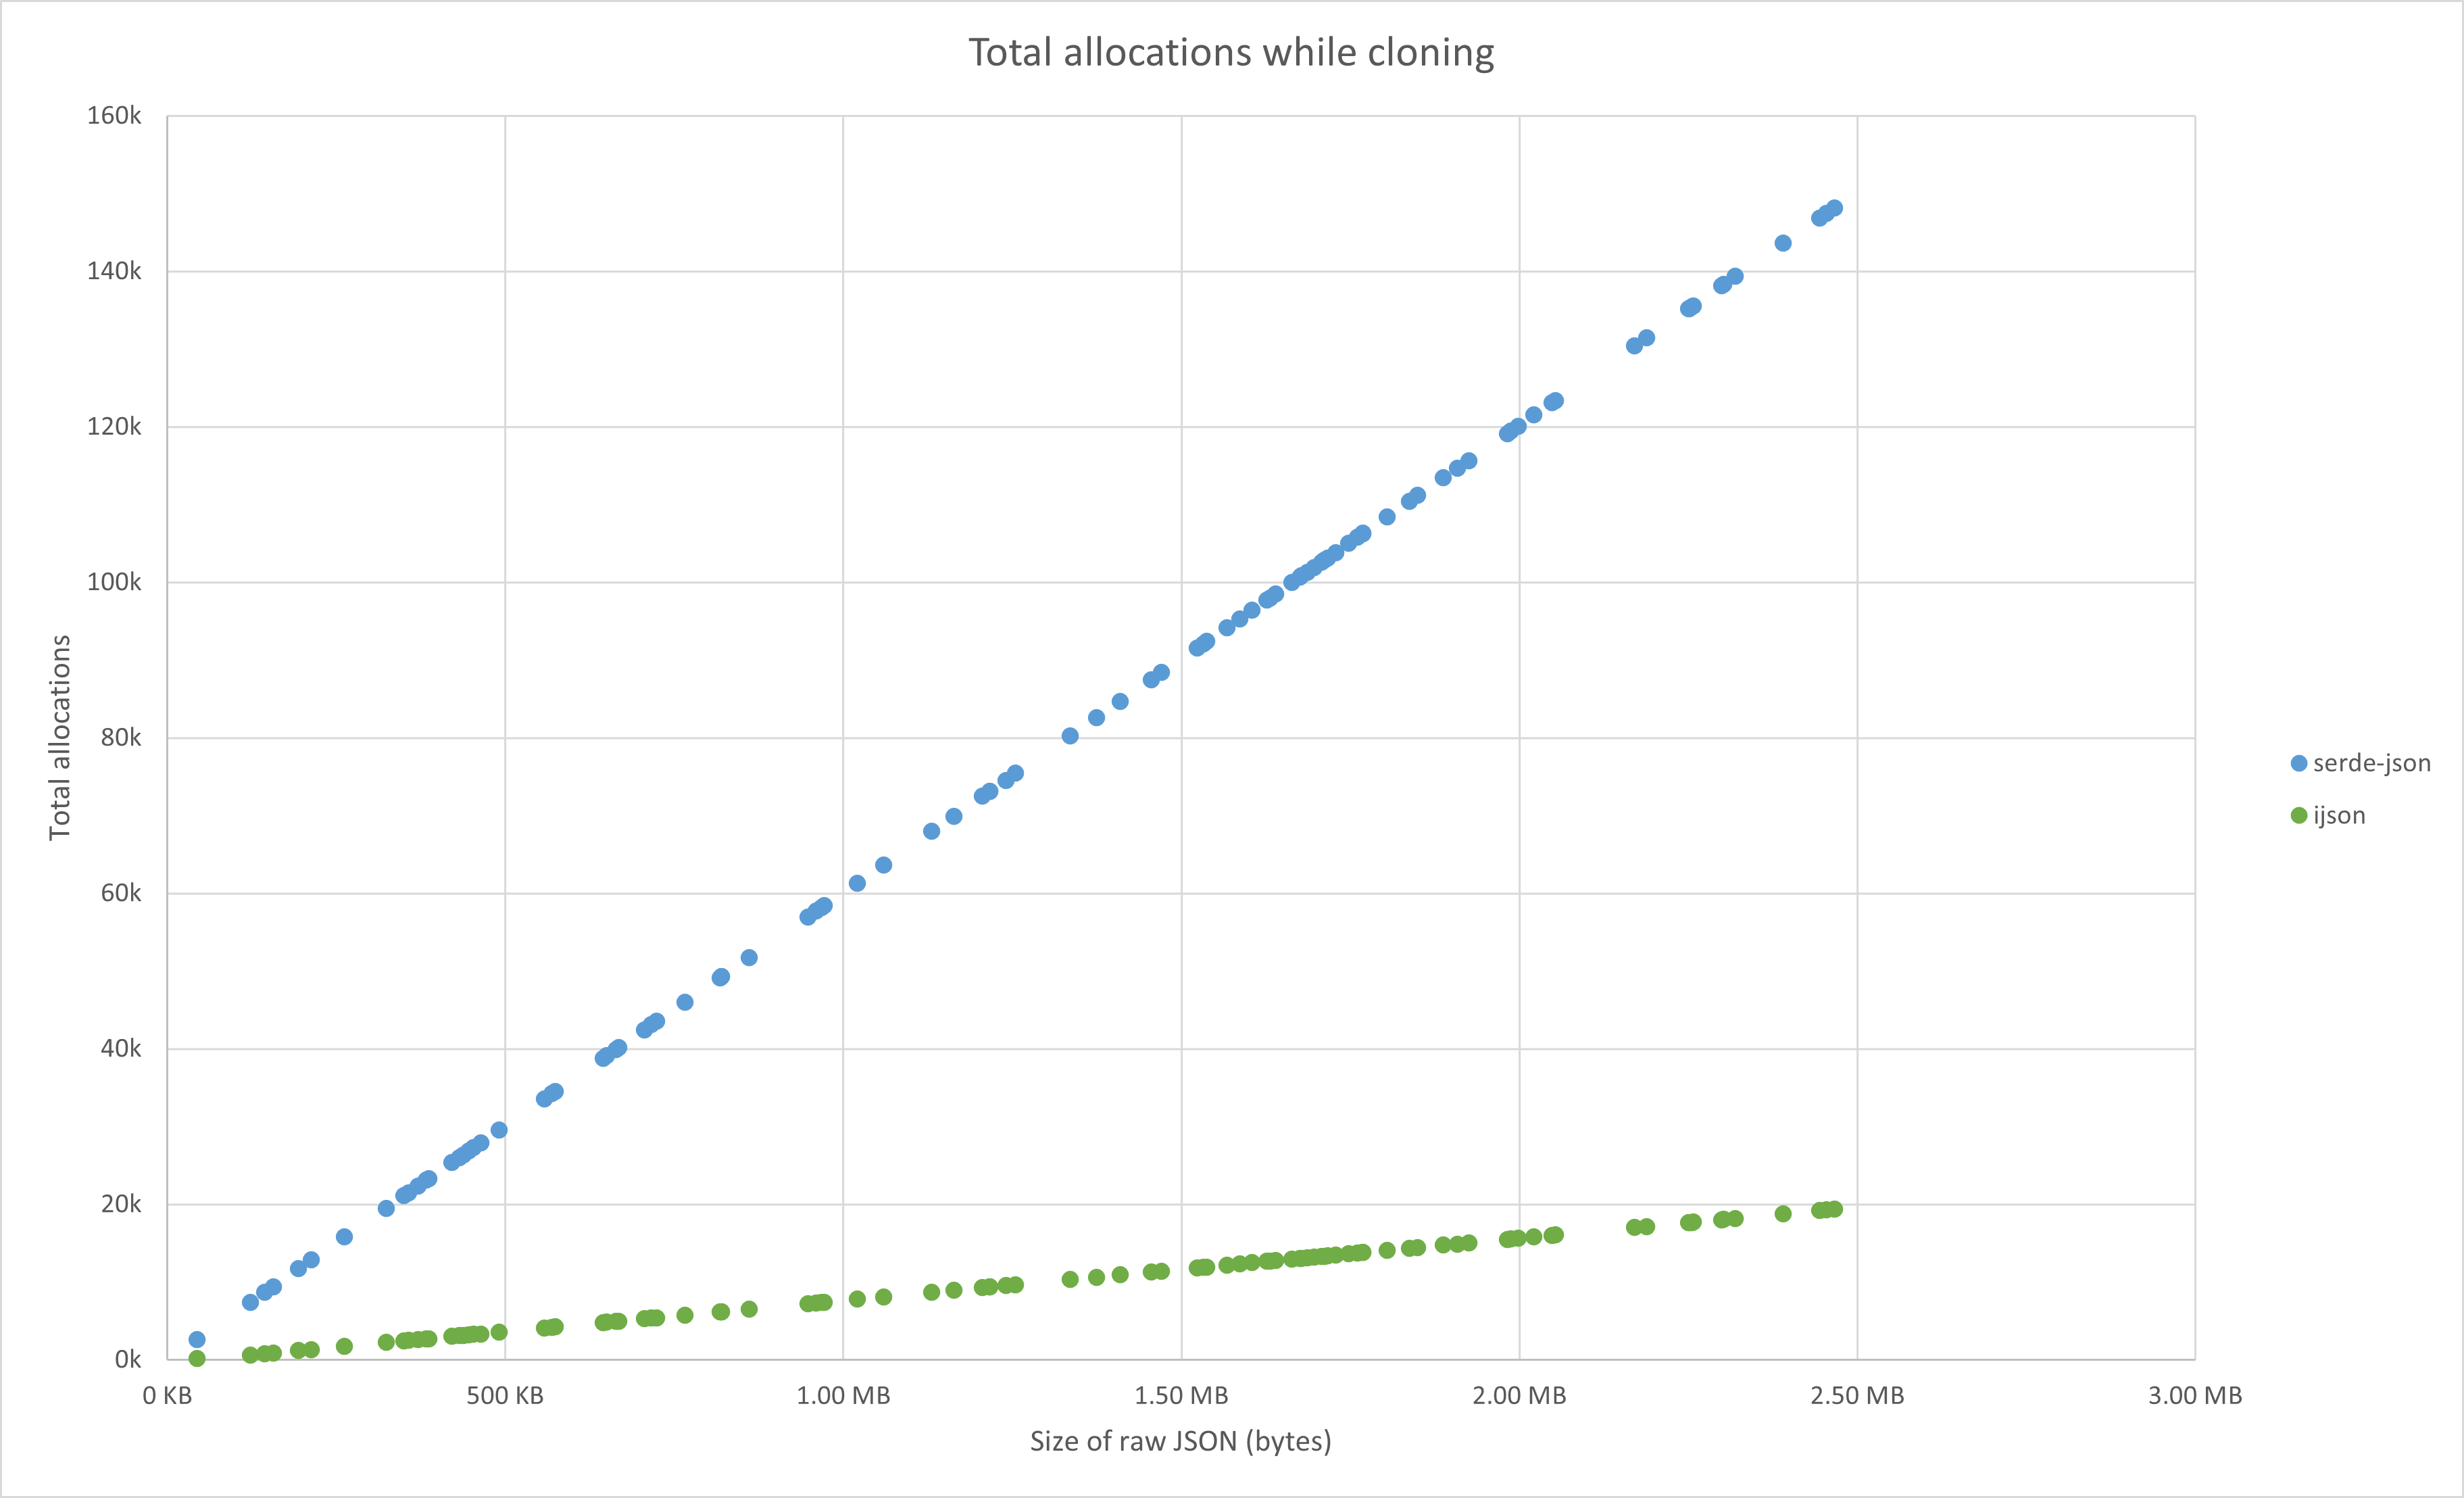 Total allocations while cloning
160k
140k
120k
100k
80k
60k
40k
20k
0k
Total allocations
0 KB 500 KB 1.00 MB 1.50 MB 2.00 MB 2.50 MB 3.00 MB
Size of raw JSON (bytes)
serde-json
ijson